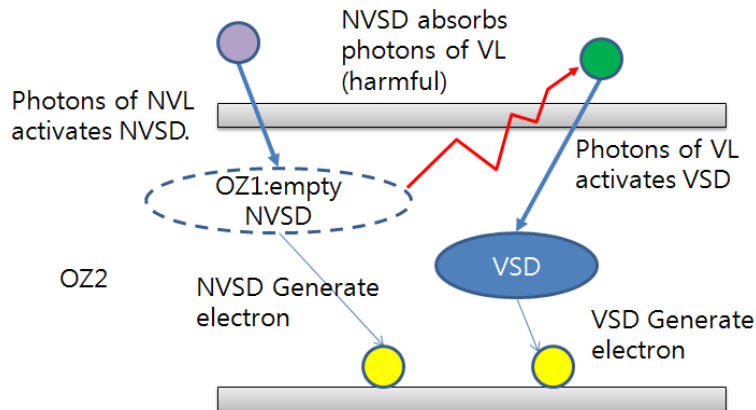 NVSD absorbs
photons of VL
(harmful)
Photons of NVL
activates NVSD.
Photons of VL
activates VSD
OZ1:empty
NVSD
VSD
OZ2
NVSD Generate
electron
VSD Generate
electron